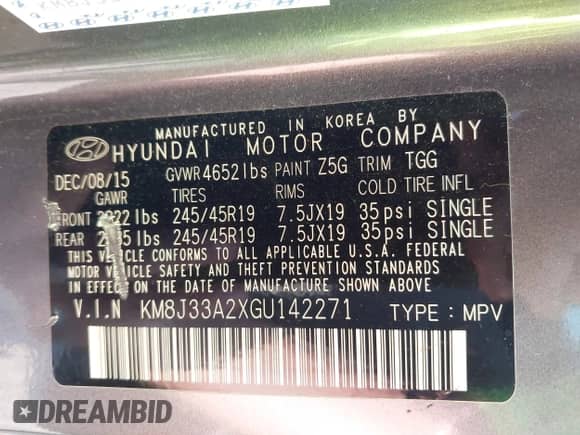 MANUFACTURED IN KOREA BY
HYUNDAI MOTOR COMPANY
DEC/08/15 GVWR 4652lbs PAINT Z5G TRIM TGG
GAWR TIRES RIMS COLD TIRE INFL
FRONT lbs 245/45R19 7.5JX19 35psi SINGLE
REAR lbs 245/45R19 7.5JX19 35psi SINGLE
THIS VEHICLE CONFORMS TO ALL APPLICABLE U.S.A. FEDERAL
MOTOR VEHICLE SAFETY AND THEFT PREVENTION STANDARDS
IN EFFECT ON THE DATE OF MANUFACTURE
V.I.N KM8J33A2XGU142271 TYPE : MPV
DREAMBID